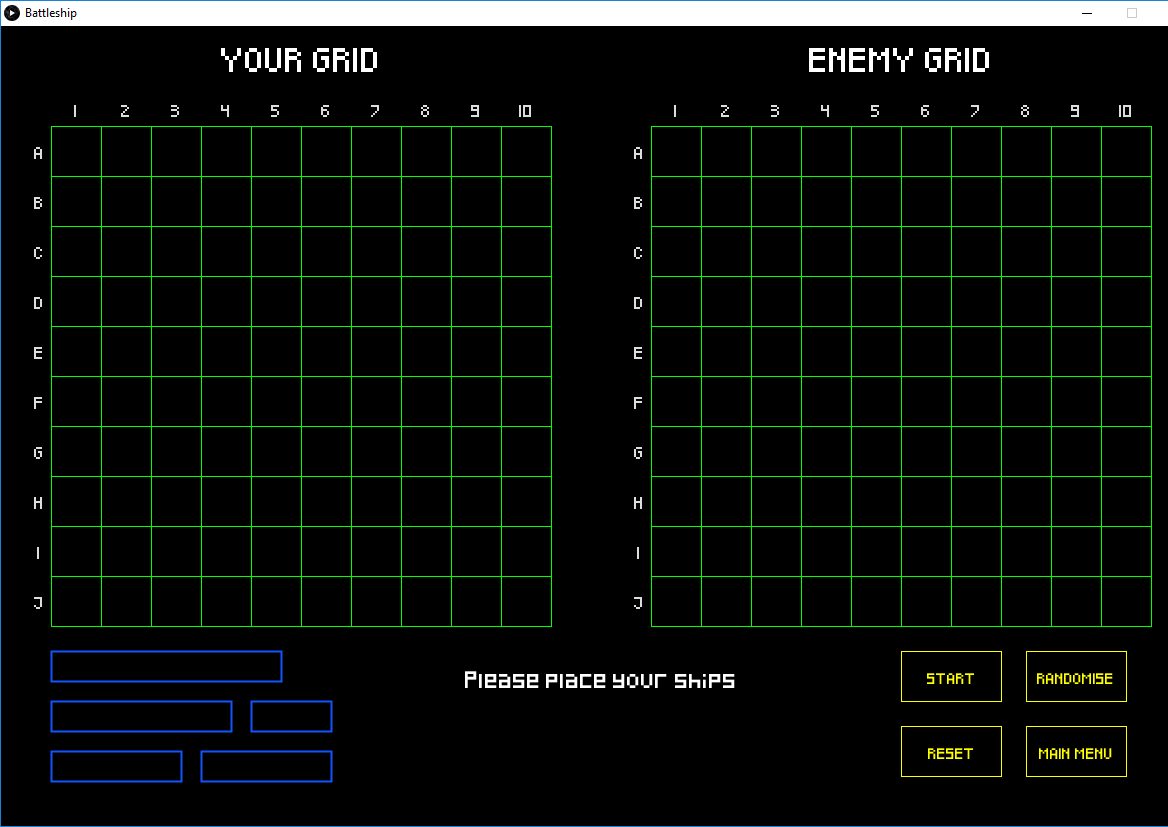 Battleship
YOUR GRID
ENEMY GRID
1 2 3 4 5 6 7 8 9 10
1 2 3 4 5 6 7 8 9 10
A
A
B
B
C
C
D
D
E
E
F
F
G
G
H
H
I
I
J
J
Please place your ships
START
RANDOMISE
RESET
MAIN MENU